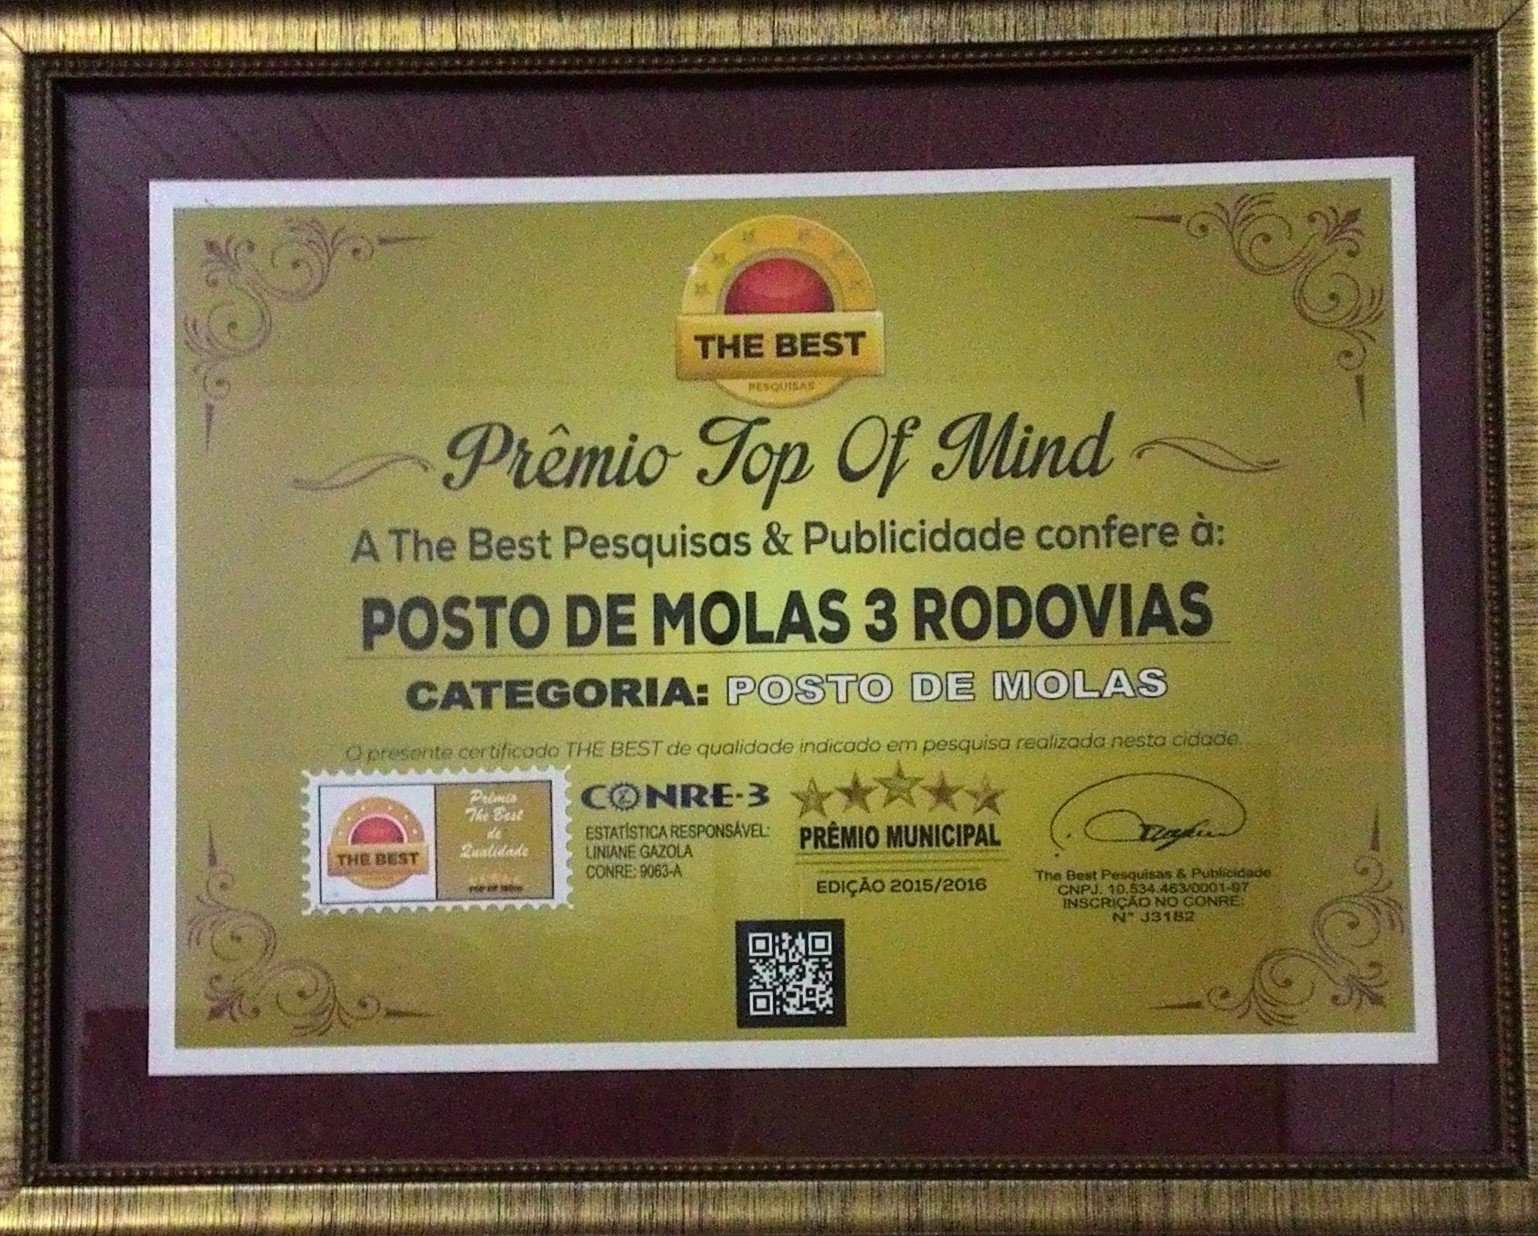 THE BEST
PESQUISAS
Prêmio Top Of Mind
A The Best Pesquisas & Publicidade confere à:
POSTO DE MOLAS 3 RODOVIAS
CATEGORIA: POSTO DE MOLAS
O presente certificado THE BEST de qualidade indicado em pesquisa realizada nesta cidade.
THE BEST
Prêmio
The Best
de
Qualidade
TOP OF MIND
CONRE-3
ESTATÍSTICA RESPONSÁVEL:
LINIANE GAZOLA
CONRE: 9063-A
PRÊMIO MUNICIPAL
EDIÇÃO 2015/2016
The Best Pesquisas & Publicidade
CNPJ. 10.534.463/0001-97
INSCRIÇÃO NO CONRE:
N° J3182